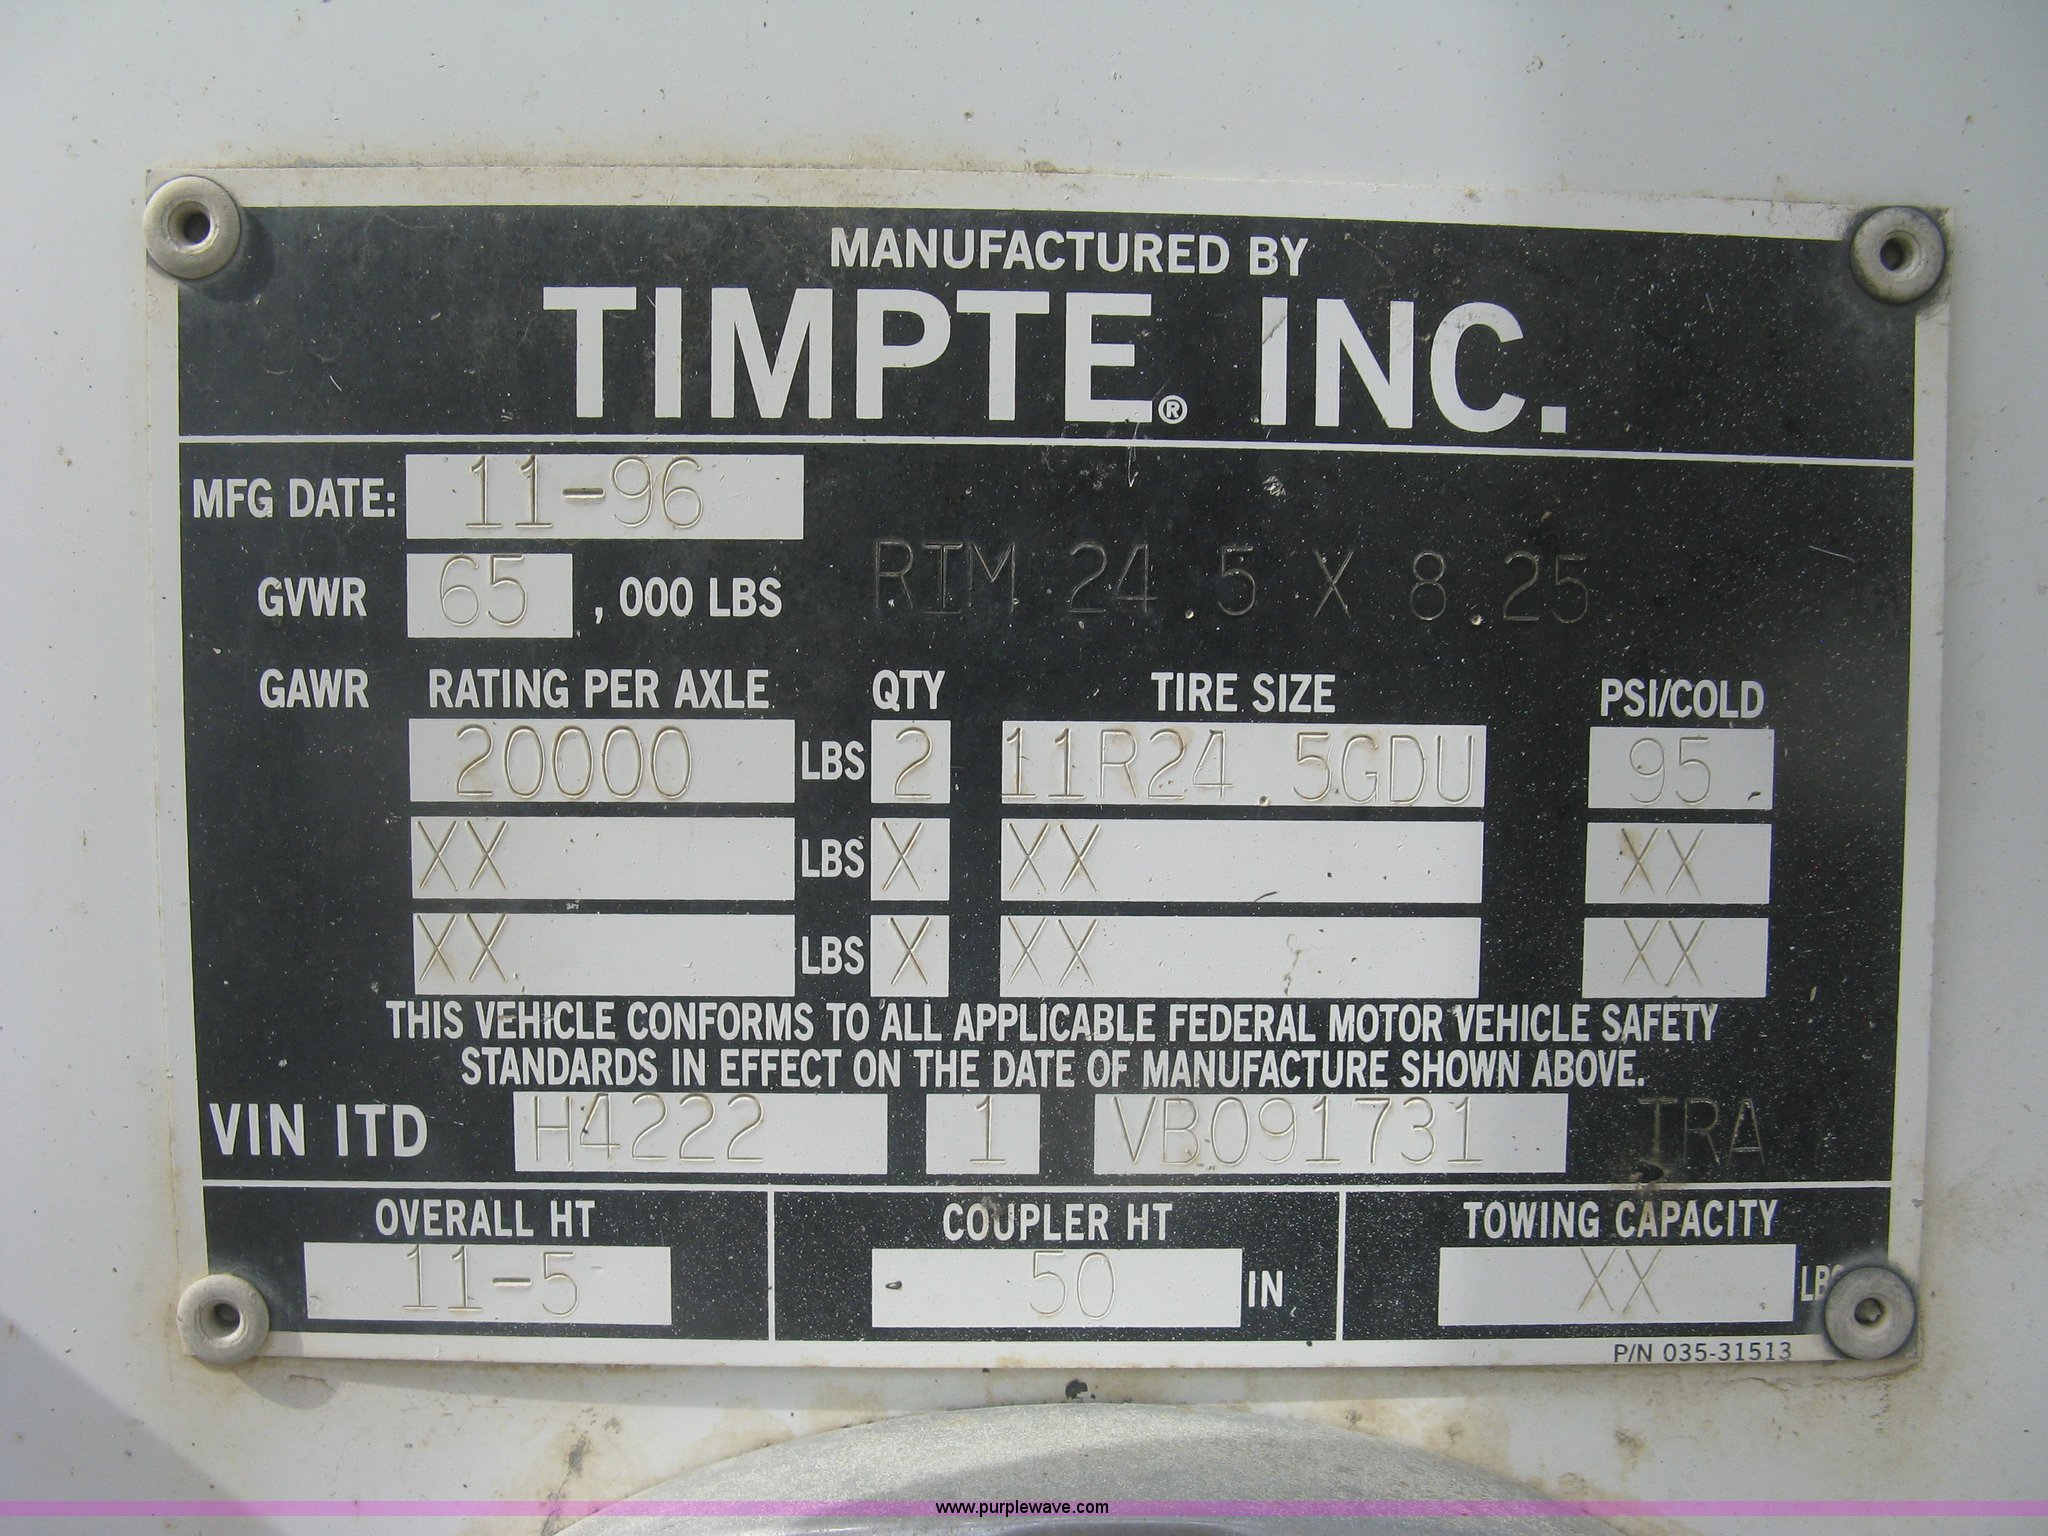 MANUFACTURED BY
TIMPTE® INC.
MFG DATE: 11-96
GVWR 65 , 000 LBS RIM 24.5 X 8.25
GAWR RATING PER AXLE QTY TIRE SIZE PSI/COLD
20000 LBS 2 11R24.5GDU 95
XX LBS X XX XX
XX LBS X XX XX
THIS VEHICLE CONFORMS TO ALL APPLICABLE FEDERAL MOTOR VEHICLE SAFETY
STANDARDS IN EFFECT ON THE DATE OF MANUFACTURE SHOWN ABOVE.
VIN 1TD H4222 1 VB091731 TRA
OVERALL HT COUPLER HT TOWING CAPACITY
11-5 50 IN XX LBS
P/N 035-31513
www.purplewave.com